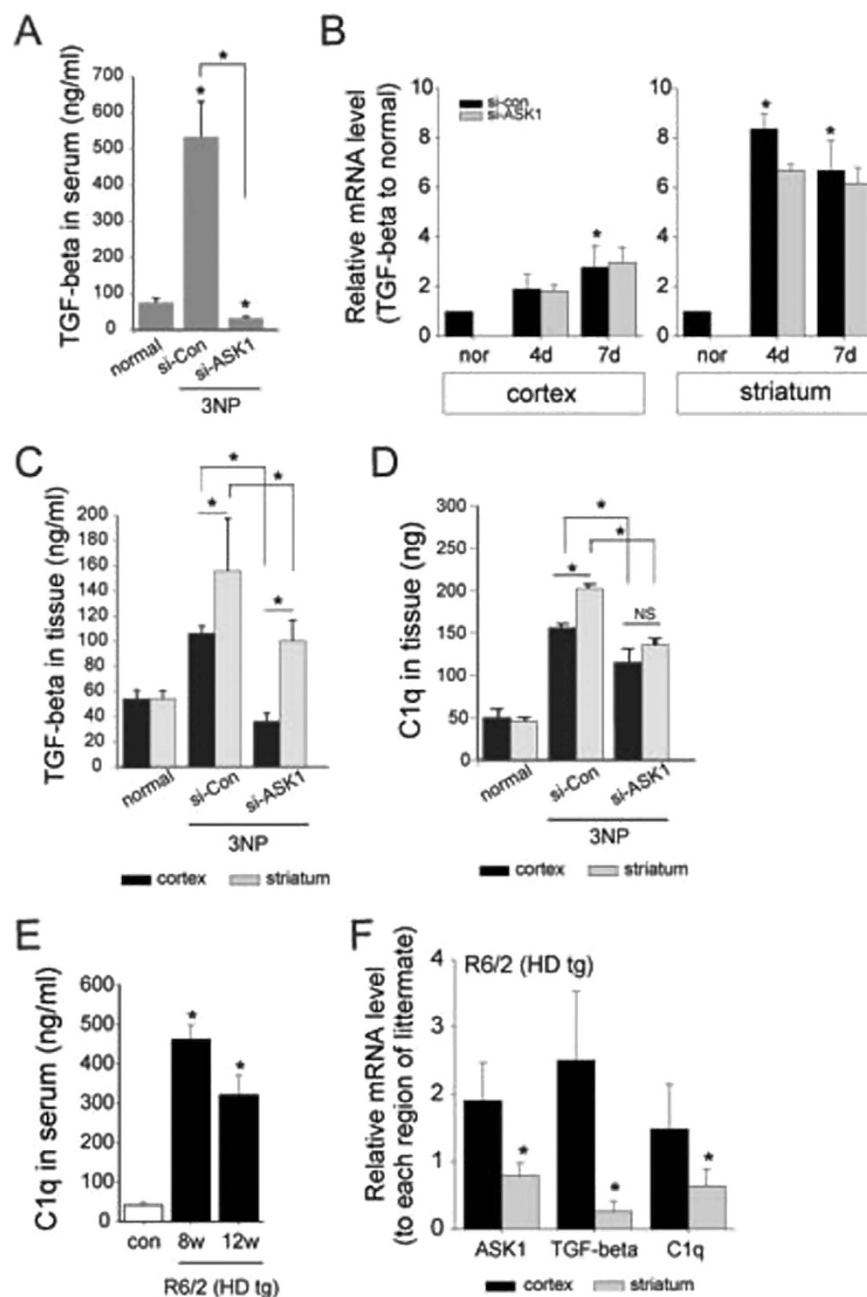 A
TGF-beta in serum (ng/ml)
700
600
500
400
300
200
100
0
*
*
*
normal
si-Con
si-ASK1
3NP
B
Relative mRNA level
(TGF-beta to normal)
10
8
6
4
2
0
si-con
si-ASK1
*
nor 4d 7d
cortex
10
8
6
4
2
0
*
*
nor 4d 7d
striatum
C
TGF-beta in tissue (ng/ml)
200
180
160
140
120
100
80
60
40
20
0
*
*
*
*
normal
si-Con
si-ASK1
3NP
cortex striatum
D
C1q in tissue (ng)
300
250
200
150
100
50
0
*
*
*
NS
normal
si-Con
si-ASK1
3NP
cortex striatum
E
C1q in serum (ng/ml)
600
500
400
300
200
100
0
*
*
con 8w 12w
R6/2 (HD tg)
F
Relative mRNA level
(to each region of littermate)
4
3
2
1
0
R6/2 (HD tg)
*
*
*
ASK1 TGF-beta C1q
cortex striatum